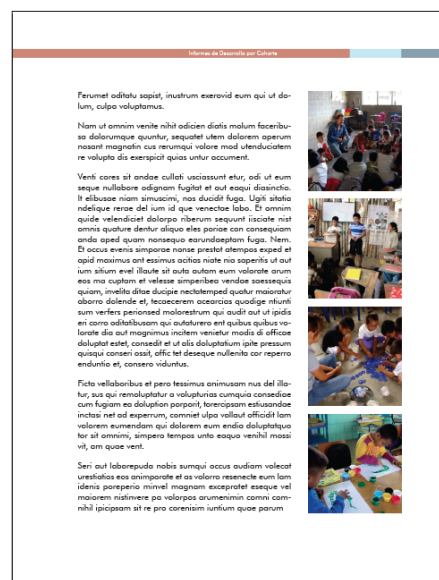 Informes de Desarrollo por Cohorte
Ferumet oditatu sapist, inustrum exerovid eum qui ut do-
lum, culpa voluptamus.
Nam ut omnim venite nihit odicien diatis molum faceribu-
sa dolorumque quuntur, sequatet utem dolorem aperum
nosant magnatin cus rerumqui volore mod utenduciatem
re volupta dis exerspicit quias untur accument.
Venti cores sit andae cullati usciassunt etur, odi ut eum
seque nullabore odignam fugitat et aut eaqui diasinctio.
It elibusae niam simuscimi, nos ducidit fuga. Ugiti sitatia
ndelique rerae del ium id que venectae labo. Et omnim
quide velendiciet dolorpo riberum sequunt iisciate nist
omnis quature dentur aliquo eles poriae con consequiam
anda aped quam nonsequo earundaeptam fuga. Nem.
Et occus evenis simporae nonse prestot atempos exped et
apid maximus ant essimus acitias niate nia saperitis ut aut
ium sitium evel illaute sit auta autam eum volorate arum
eos ma cuptam et velesse simperibea vendae saessequis
quiam, invelita ditae ducipie nectatemped quatur maioratur
aborro dolende et, tecaecerem acearcias quodige ntiunti
sum verfers perionsed molorestrum qui audit aut ut ipidis
eri corro aditatibusam qui autaturero ent quibus quibus vo-
lorate dia aut magnimus incitem venietur modis di officae
doluptat estet, consedit et ut alis doluptatium ipite pressum
quisqui conseri ossit, offic tet deseque nullenita cor reperro
enduntio et, consero viduntus.
Ficta vellaboribus et pero tessimus animusam nus del illa-
tur, sus qui remoluptatur a volupturias cumquia consediae
cum fugiam ea doluption porporit, torercipsam estiusandae
inctasi net ad experrum, comniet ulpa vollaut officidit lam
volorem eumendam qui dolorem eum endia doluptatquo
tor sit omnimi, simpero tempos unto eaquo venihil mossi
vit, am quae vent.
Seri aut laborepuda nobis sumqui accus audiam volecat
urestiatios eos animporate et as volorro resenecte eum lam
idenis poreperio minvel magnam excepratet eseque vel
maiorem nistinvere pa volorpos arumenimin comni com-
nihil ipicipsam sit re pro corenisim iuntium quae parum